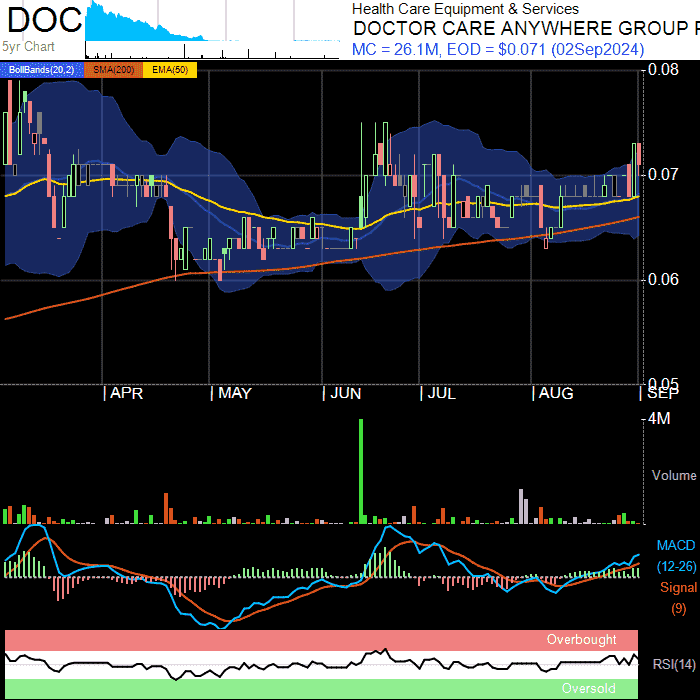 DOC
5yr Chart
Health Care Equipment & Services
DOCTOR CARE ANYWHERE GROUP
MC = 26.1M, EOD = $0.071 (02Sep2024)
BollBands(20,2) SMA(200) EMA(50)
0.08
0.07
0.06
0.05
APR MAY JUN JUL AUG SEP
4M
Volume
MACD
(12-26)
Signal
(9)
Overbought
RSI(14)
Oversold